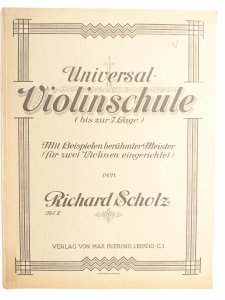 Universal-
Violinschule
(bis zur 7. Lage)
Mit Beispielen berühmter Meister
(für zwei Violinen eingerichtet)
von
Richard Scholz
VERLAG VON MAX BIERING, LEIPZIG C.1.